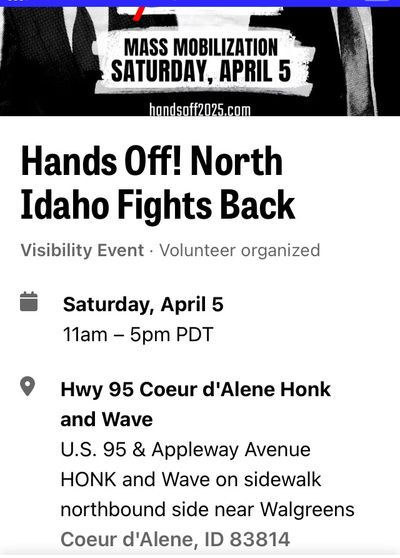 MASS MOBILIZATION
SATURDAY, APRIL 5
handsoff2025.com
Hands Off! North
Idaho Fights Back
Visibility Event · Volunteer organized
Saturday, April 5
11am – 5pm PDT
Hwy 95 Coeur d'Alene Honk
and Wave
U.S. 95 & Appleway Avenue
HONK and Wave on sidewalk
northbound side near Walgreens
Coeur d'Alene, ID 83814